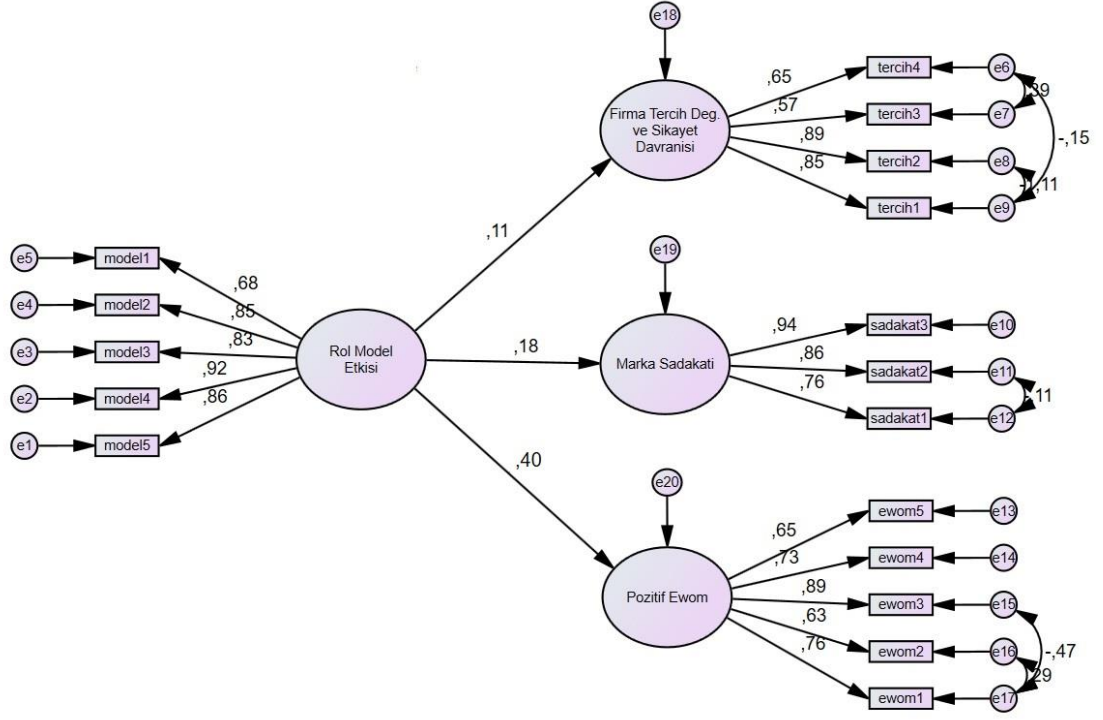 e18
Firma Tercih Deg.
ve Sikayet
Davranisi
,65
,57
,89
,85
tercih4
tercih3
tercih2
tercih1
e6
e7
e8
e9
-,15
,11
e5
e4
e3
e2
e1
model1
model2
model3
model4
model5
,68
,85
,83
,92
,86
Rol Model
Etkisi
,11
,18
,40
e19
Marka Sadakati
,94
,86
,76
sadakat3
sadakat2
sadakat1
e10
e11
e12
e20
Pozitif Ewom
,65
,73
,89
,63
,76
ewom5
ewom4
ewom3
ewom2
ewom1
e13
e14
e15
e16
e17
-,47